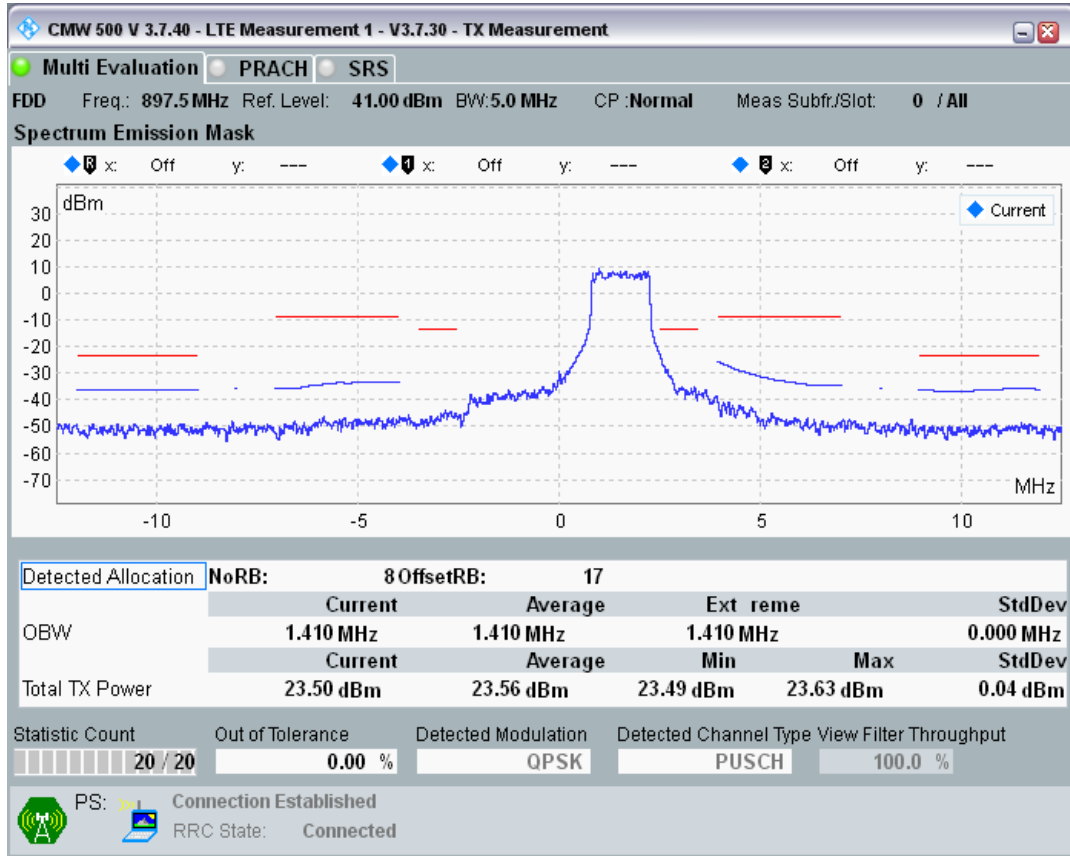 CMW 500 V 3.7.40 - LTE Measurement 1 - V3.7.30 - TX Measurement
Multi Evaluation PRACH SRS
FDD Freq.: 897.5 MHz Ref. Level: 41.00 dBm BW: 5.0 MHz CP : Normal Meas Subfr./Slot: 0 / All
Spectrum Emission Mask
R x: Off y: --- 1 x: Off y: --- 2 x: Off y: ---
dBm
Current
30
20
10
0
-10
-20
-30
-40
-50
-60
-70
MHz
-10 -5 0 5 10
Detected Allocation NoRB: 8 OffsetRB: 17
Current Average Ext reme StdDev
OBW 1.410 MHz 1.410 MHz 1.410 MHz 0.000 MHz
Current Average Min Max StdDev
Total TX Power 23.50 dBm 23.56 dBm 23.49 dBm 23.63 dBm 0.04 dBm
Statistic Count Out of Tolerance Detected Modulation Detected Channel Type View Filter Throughput
20 / 20 0.00 % QPSK PUSCH 100.0 %
PS: Connection Established
RRC State: Connected